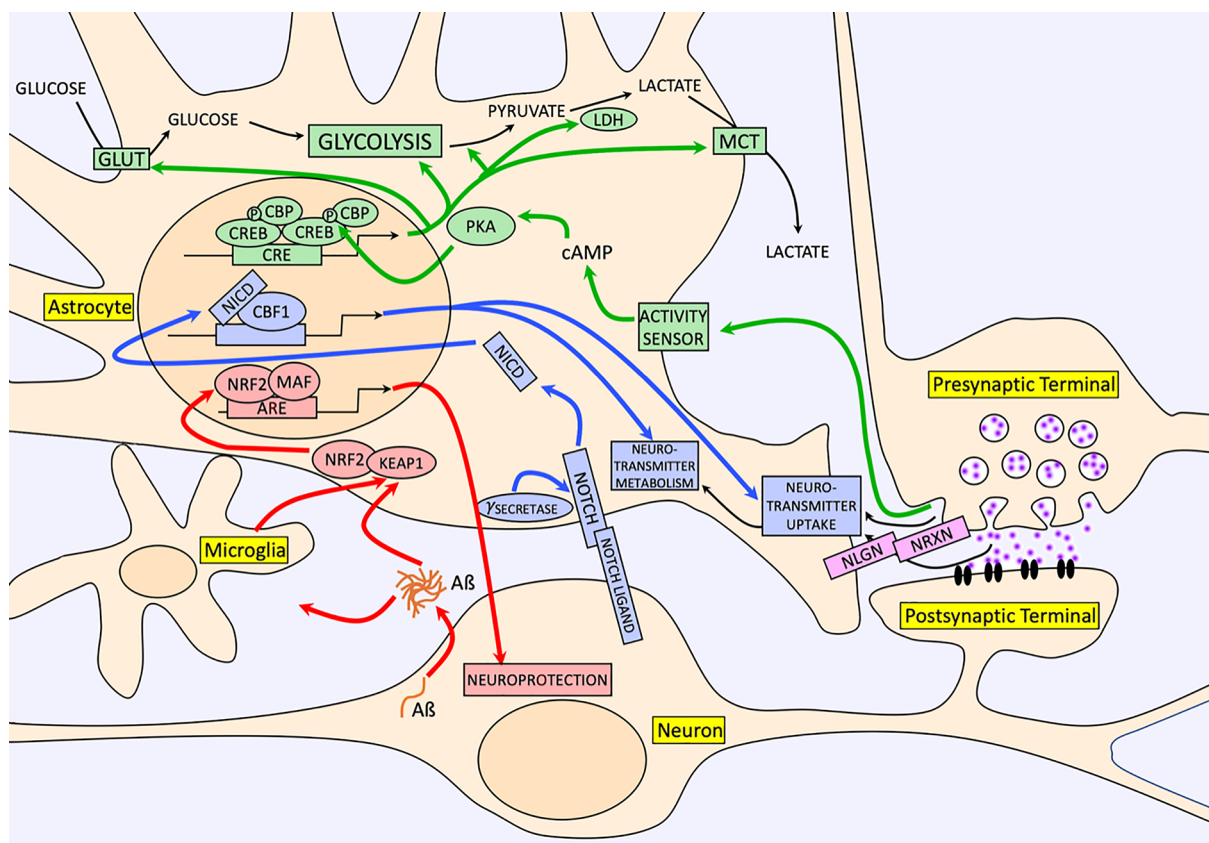 GLUCOSE
GLUCOSE
GLUT
GLYCOLYSIS
PYRUVATE
LDH
LACTATE
MCT
LACTATE
P
CBP
P
CBP
CREB
CREB
CRE
PKA
cAMP
ACTIVITY
SENSOR
Astrocyte
NICD
CBF1
NICD
NRF2
MAF
ARE
NRF2
KEAP1
γSECRETASE
NOTCH
NOTCH LIGAND
NEURO-
TRANSMITTER
METABOLISM
NEURO-
TRANSMITTER
UPTAKE
NLGN
NRXN
Presynaptic Terminal
Postsynaptic Terminal
Microglia
Aß
Aß
NEUROPROTECTION
Neuron